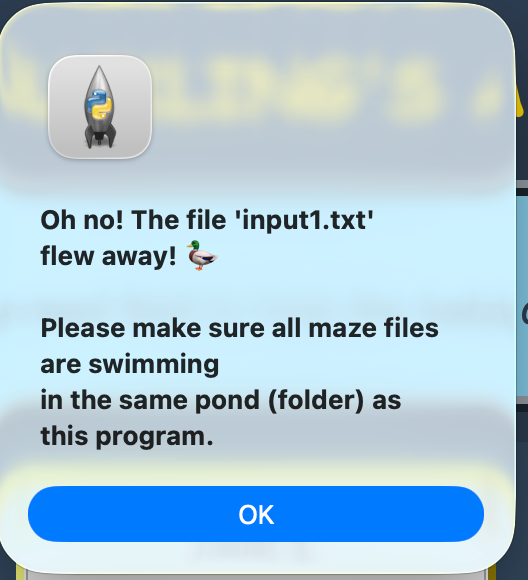 Oh no! The file 'input1.txt'
flew away! 🦆
Please make sure all maze files
are swimming
in the same pond (folder) as
this program.
OK